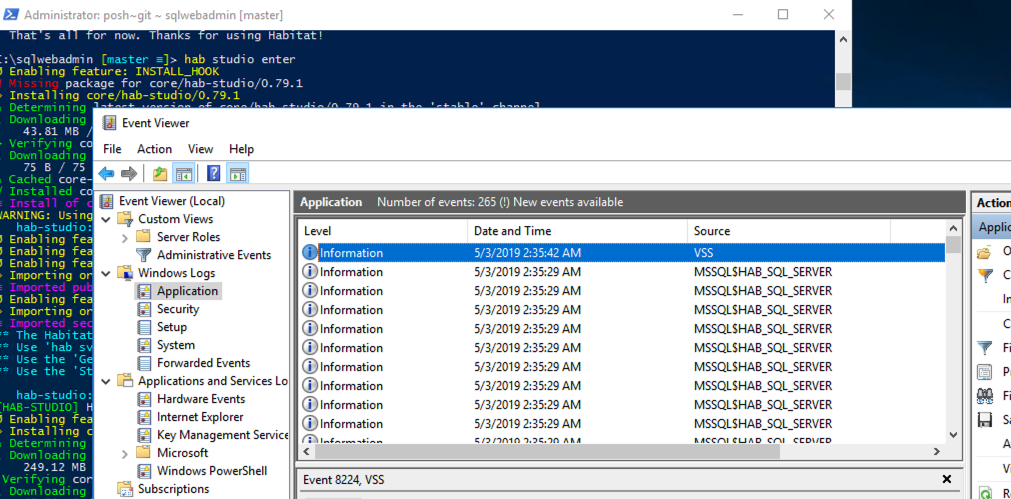 Administrator: posh~git ~ sqlwebadmin [master]
That's all for now. Thanks for using Habitat!
:\sqlwebadmin [master ≡]> hab studio enter
Enabling feature: INSTALL_HOOK
Missing package for core/hab-studio/0.79.1
Installing core/hab-studio/0.79.1
Determining latest version of core/hab-studio/0.79.1 in the 'stable' channel
Downloading
43.81 MB /
Verifying co
Downloading
75 B / 75
Cached core-
Installed co
Install of c
WARNING: Using
hab-studio:
Enabling fea
Enabling fea
Enabling fea
Importing or
Imported pub
Enabling fea
Importing or
Imported sec
** The Habitat
** Use 'hab sv
** Use the 'Ge
** Use the 'St
hab-studio:
[HAB-STUDIO] H
Enabling fea
Installing c
Determining
Downloading
249.12 MB
Verifying cor
Downloading
Event Viewer
File Action View Help
Event Viewer (Local)
Custom Views
Server Roles
Administrative Events
Windows Logs
Application
Security
Setup
System
Forwarded Events
Applications and Services Lo
Hardware Events
Internet Explorer
Key Management Service
Microsoft
Windows PowerShell
Subscriptions
Application Number of events: 265 (!) New events available
Level Date and Time Source
Information 5/3/2019 2:35:42 AM VSS
Information 5/3/2019 2:35:29 AM MSSQL$HAB_SQL_SERVER
Information 5/3/2019 2:35:29 AM MSSQL$HAB_SQL_SERVER
Information 5/3/2019 2:35:29 AM MSSQL$HAB_SQL_SERVER
Information 5/3/2019 2:35:29 AM MSSQL$HAB_SQL_SERVER
Information 5/3/2019 2:35:29 AM MSSQL$HAB_SQL_SERVER
Information 5/3/2019 2:35:29 AM MSSQL$HAB_SQL_SERVER
Information 5/3/2019 2:35:29 AM MSSQL$HAB_SQL_SERVER
Information 5/3/2019 2:35:29 AM MSSQL$HAB_SQL_SERVER
Information 5/3/2019 2:35:29 AM MSSQL$HAB_SQL_SERVER
Information 5/3/2019 2:35:29 AM MSSQL$HAB_SQL_SERVER
Event 8224, VSS
Action
Applic
O
C
In
C
Fi
P
Fi
Sa
A
Vi
R